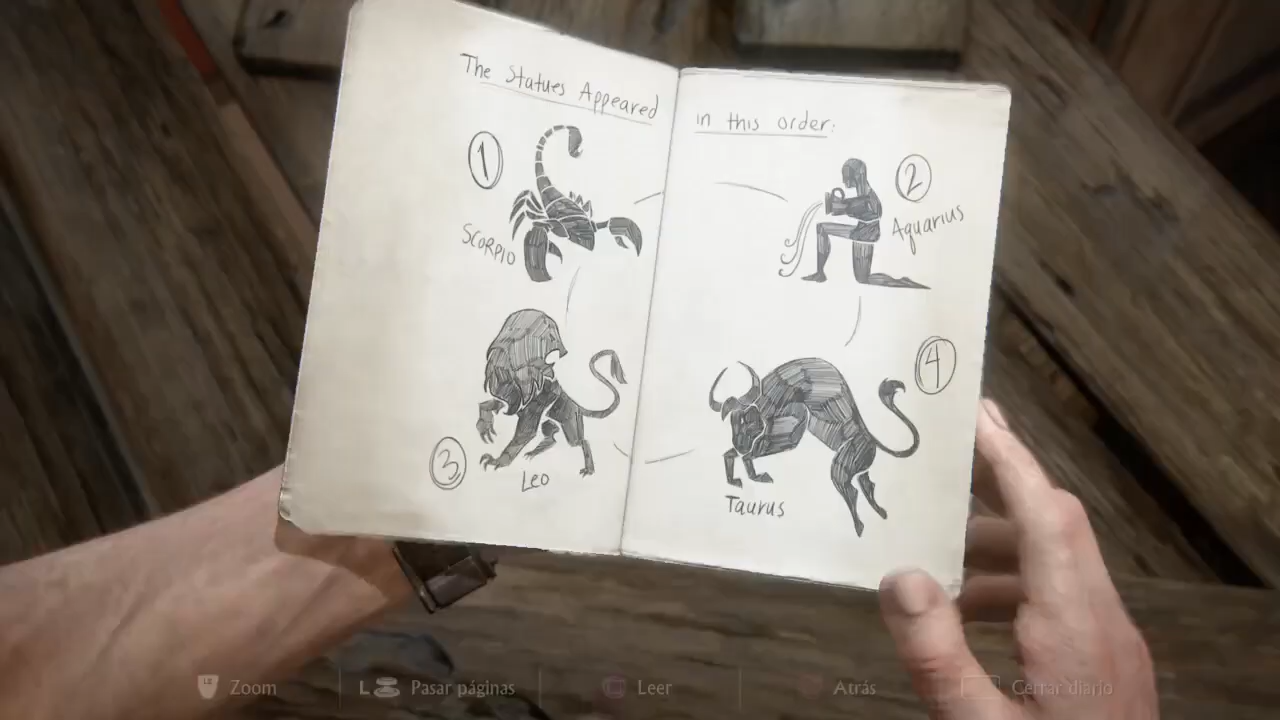 The Statues Appeared
in this order:
1
SCORPIO
2
Aquarius
3
Leo
4
Taurus
L2 Zoom
L Pasar páginas
Leer
Atrás
Cerrar diario